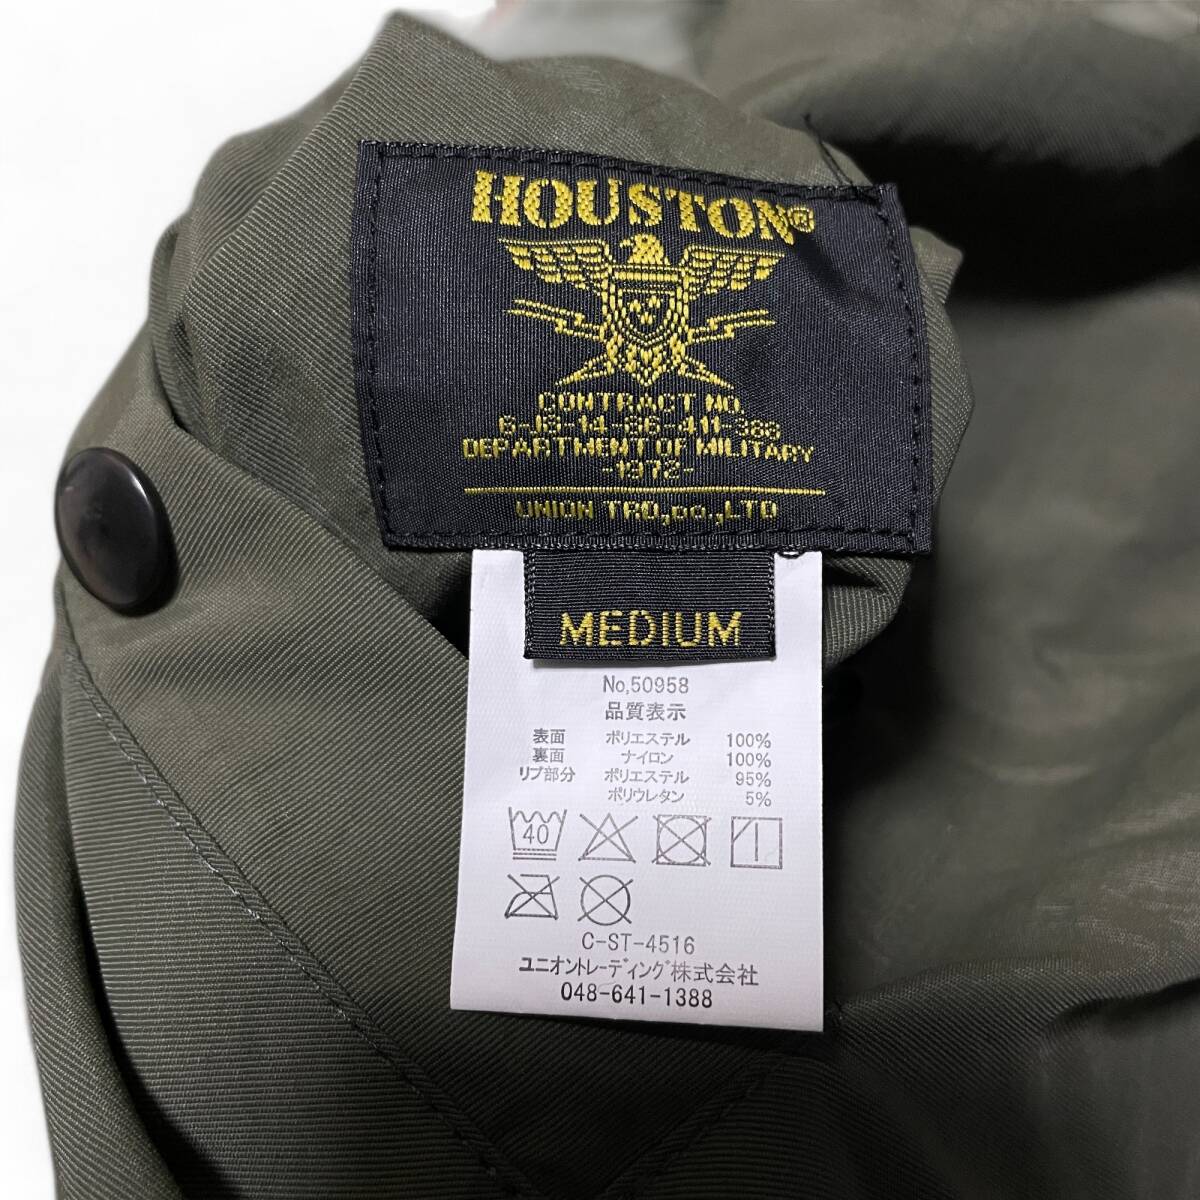 HOUSTON®
CONTRACT NO.
DEPARTMENT OF MILITARY
-1972-
UNION TRD,co.,LTD
MEDIUM
No,50958
品質表示
表面 ポリエステル 100%
裏面 ナイロン 100%
リブ部分 ポリエステル 95%
ポリウレタン 5%
40
C-ST-4516
ユニオントレーディング株式会社
048-641-1388